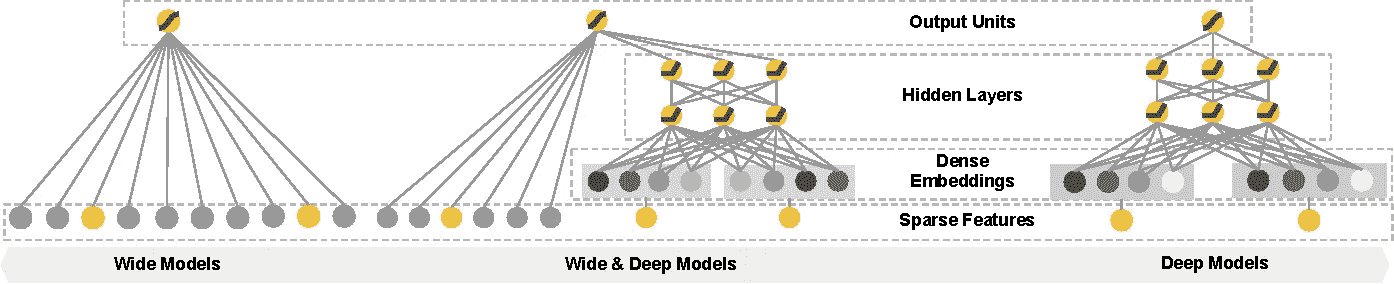 Output Units
Hidden Layers
Dense
Embeddings
Sparse Features
Wide Models
Wide & Deep Models
Deep Models